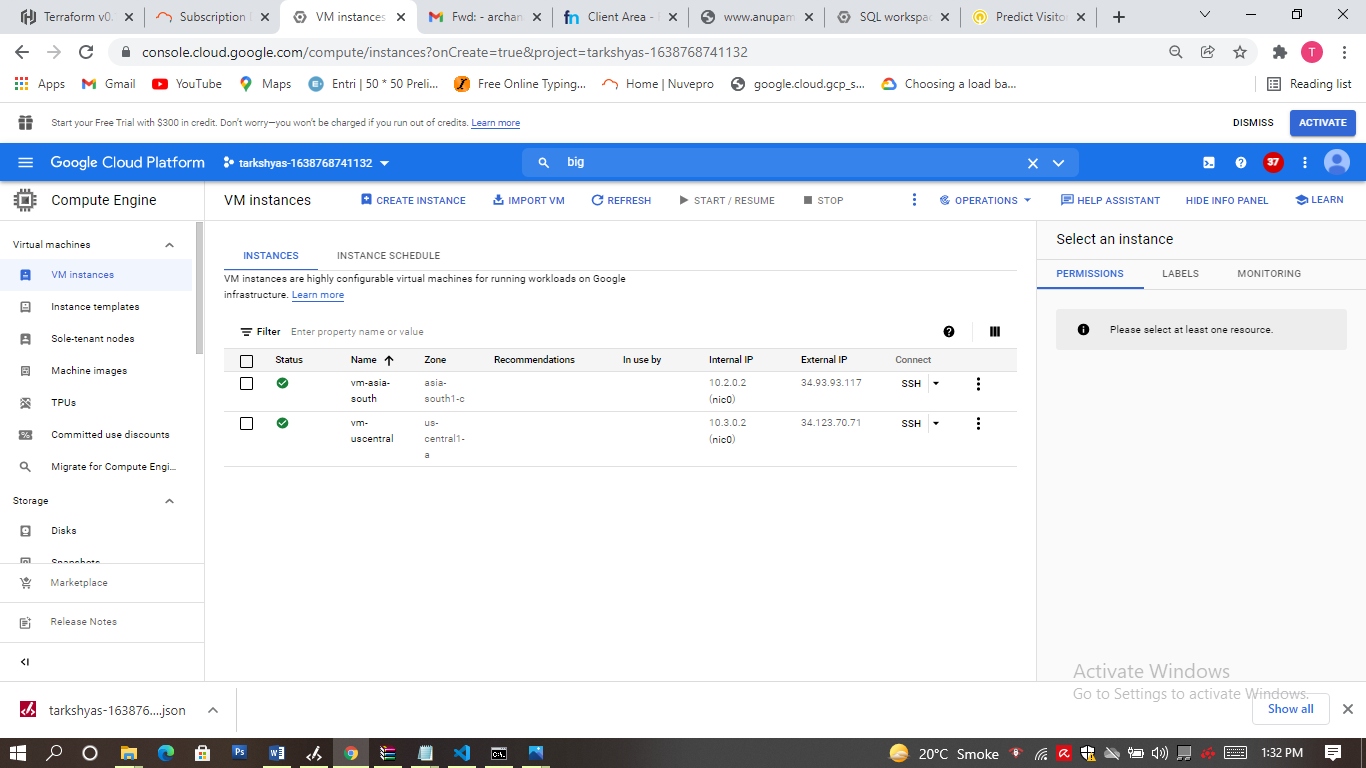 Terraform v0.
Subscription
VM instances
Fwd: - archan
Client Area -
www.anupam
SQL workspac
Predict Visitor
console.cloud.google.com/compute/instances?onCreate=true&project=tarkshyas-1638768741132
T
Apps
Gmail
YouTube
Maps
Entri | 50 * 50 Preli...
Free Online Typing...
Home | Nuvepro
google.cloud.gcp_s...
Choosing a load ba...
Reading list
Start your Free Trial with $300 in credit. Don't worry—you won't be charged if you run out of credits. Learn more
DISMISS
ACTIVATE
Google Cloud Platform
tarkshyas-1638768741132
big
37
Compute Engine
VM instances
CREATE INSTANCE
IMPORT VM
REFRESH
START / RESUME
STOP
OPERATIONS
HELP ASSISTANT
HIDE INFO PANEL
LEARN
Virtual machines
VM instances
Instance templates
Sole-tenant nodes
Machine images
TPUs
Committed use discounts
Migrate for Compute Engi...
Storage
Disks
Snapshots
Marketplace
Release Notes
INSTANCES
INSTANCE SCHEDULE
VM instances are highly configurable virtual machines for running workloads on Google
infrastructure. Learn more
Filter Enter property name or value
Status Name Zone Recommendations In use by Internal IP External IP Connect
vm-asia- asia- 10.2.0.2 34.93.93.117 SSH
south south1-c (nic0)
vm- us- 10.3.0.2 34.123.70.71 SSH
uscentral central1- (nic0)
a
Select an instance
PERMISSIONS
LABELS
MONITORING
Please select at least one resource.
Activate Windows
Go to Settings to activate Windows.
tarkshyas-163876....json
Show all
20°C Smoke
1:32 PM